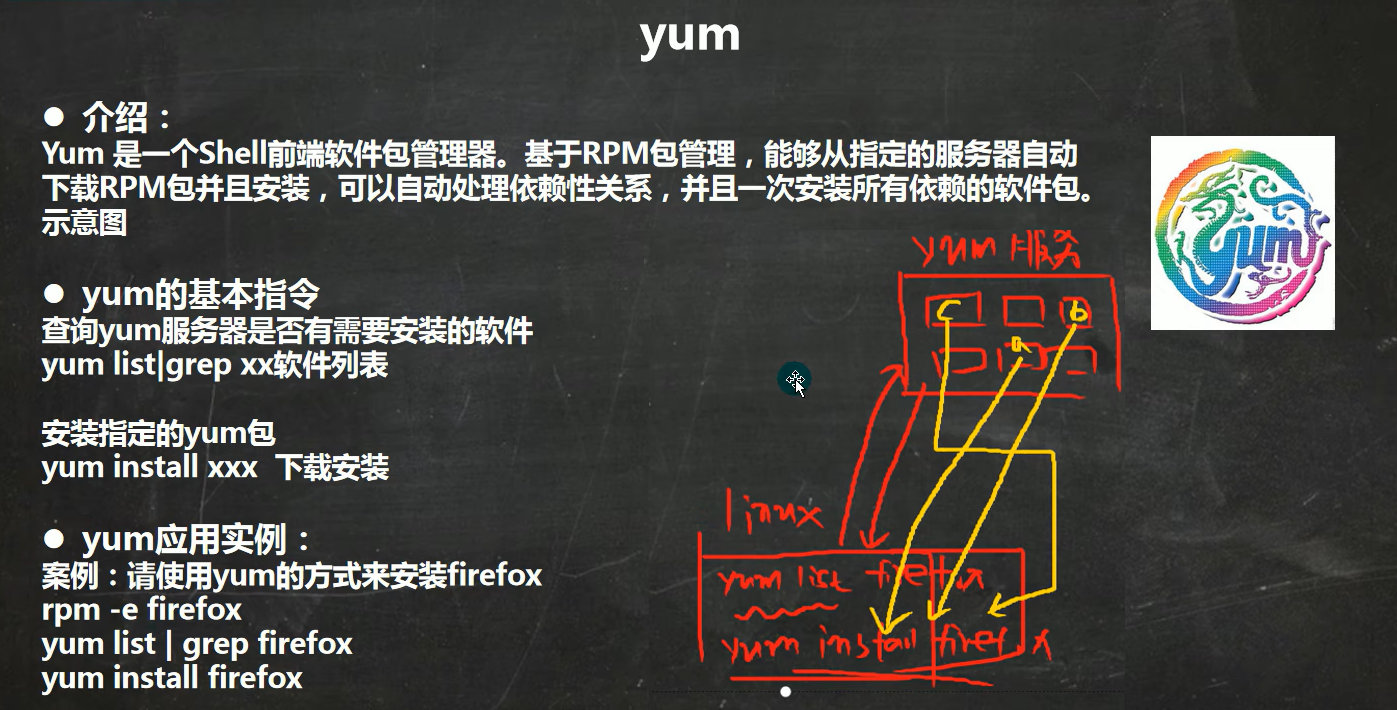 yum
● 介绍：
Yum 是一个Shell前端软件包管理器。基于RPM包管理，能够从指定的服务器自动
下载RPM包并且安装，可以自动处理依赖性关系，并且一次安装所有依赖的软件包。
示意图
● yum的基本指令
查询yum服务器是否有需要安装的软件
yum list|grep xx软件列表
安装指定的yum包
yum install xxx 下载安装
● yum应用实例：
案例：请使用yum的方式来安装firefox
rpm -e firefox
yum list | grep firefox
yum install firefox
yum
yum 服务
C
b
a
linux
yum list firefox
yum install firefox